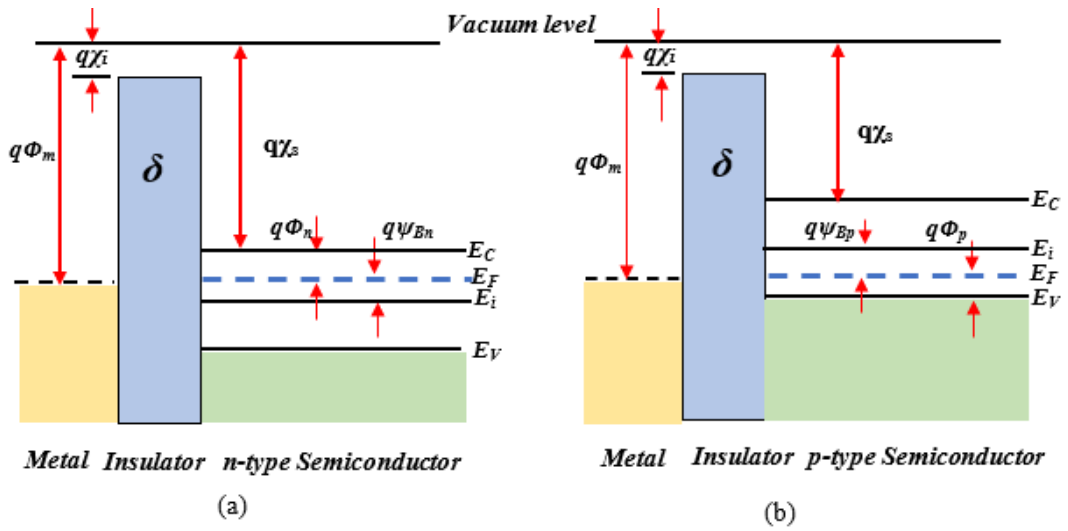 Vacuum level
qχi
qΦm
δ
qχs
qΦn
qψBn
EC
EF
Ei
EV
Metal Insulator n-type Semiconductor
(a)
qχi
qΦm
δ
qχs
EC
qψBp
qΦp
Ei
EF
EV
Metal Insulator p-type Semiconductor
(b)